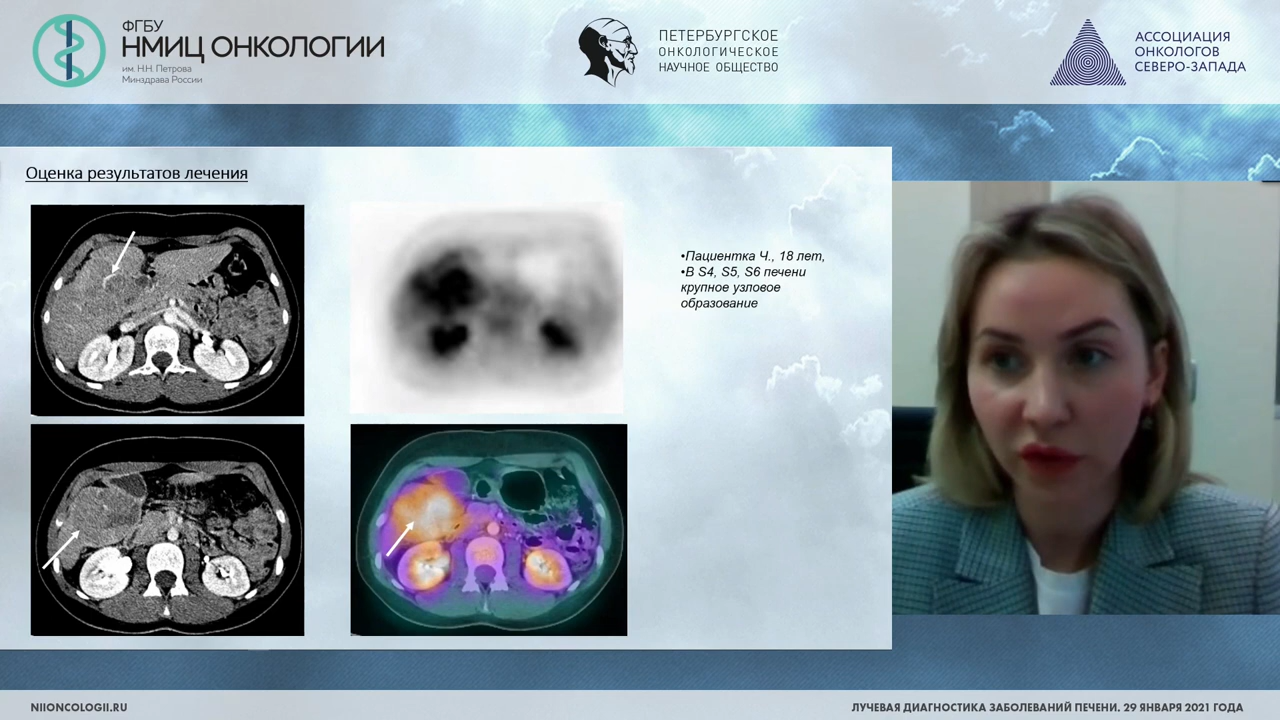 ФГБУ
НМИЦ ОНКОЛОГИИ
им. Н.Н. Петрова
Минздрава России
ПЕТЕРБУРГСКОЕ
ОНКОЛОГИЧЕСКОЕ
НАУЧНОЕ ОБЩЕСТВО
АССОЦИАЦИЯ
ОНКОЛОГОВ
СЕВЕРО-ЗАПАДА
Оценка результатов лечения
•Пациентка Ч., 18 лет,
•В S4, S5, S6 печени
крупное узловое
образование
NIIONCOLOGII.RU
ЛУЧЕВАЯ ДИАГНОСТИКА ЗАБОЛЕВАНИЙ ПЕЧЕНИ. 29 ЯНВАРЯ 2021 ГОДА